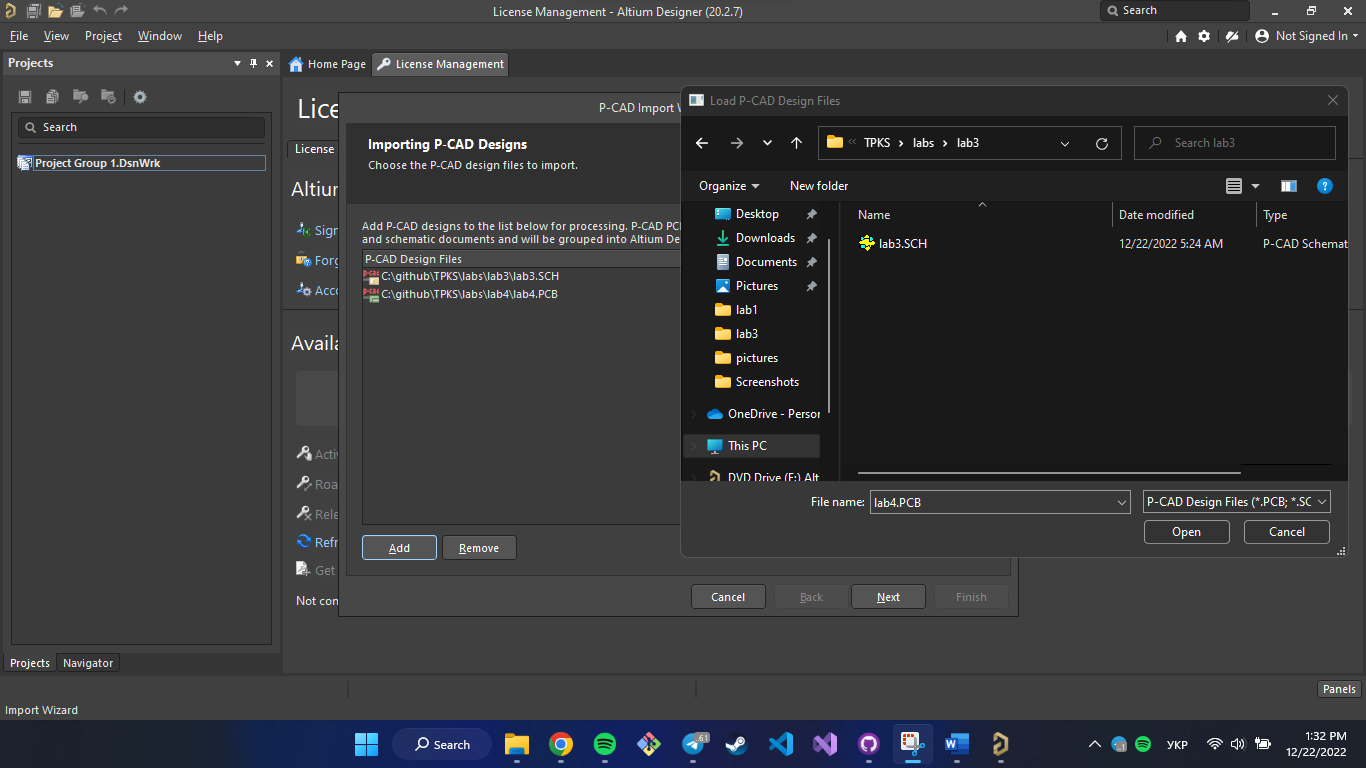 License Management - Altium Designer (20.2.7)
Search
File View Project Window Help
Not Signed In
Projects
Home Page
License Management
Search
Project Group 1.DsnWrk
Projects
Navigator
Lice
License
Altium
Sign
Forg
Acco
Availa
Activ
Roa
Rele
Refr
Get
Not con
P-CAD Import W
Importing P-CAD Designs
Choose the P-CAD design files to import.
Add P-CAD designs to the list below for processing. P-CAD PC
and schematic documents and will be grouped into Altium De
P-CAD Design Files
C:\github\TPKS\labs\lab3\lab3.SCH
C:\github\TPKS\labs\lab4\lab4.PCB
Add
Remove
Cancel
Back
Next
Finish
Load P-CAD Design Files
TPKS
labs
lab3
Search lab3
Organize
New folder
Desktop
Downloads
Documents
Pictures
lab1
lab3
pictures
Screenshots
OneDrive - Person
This PC
DVD Drive (F:) Alt
Name
Date modified
Type
lab3.SCH
12/22/2022 5:24 AM
P-CAD Schemat
File name:
lab4.PCB
P-CAD Design Files (*.PCB; *.SC
Open
Cancel
Panels
Import Wizard
Search
61
УКР
1:32 PM
12/22/2022